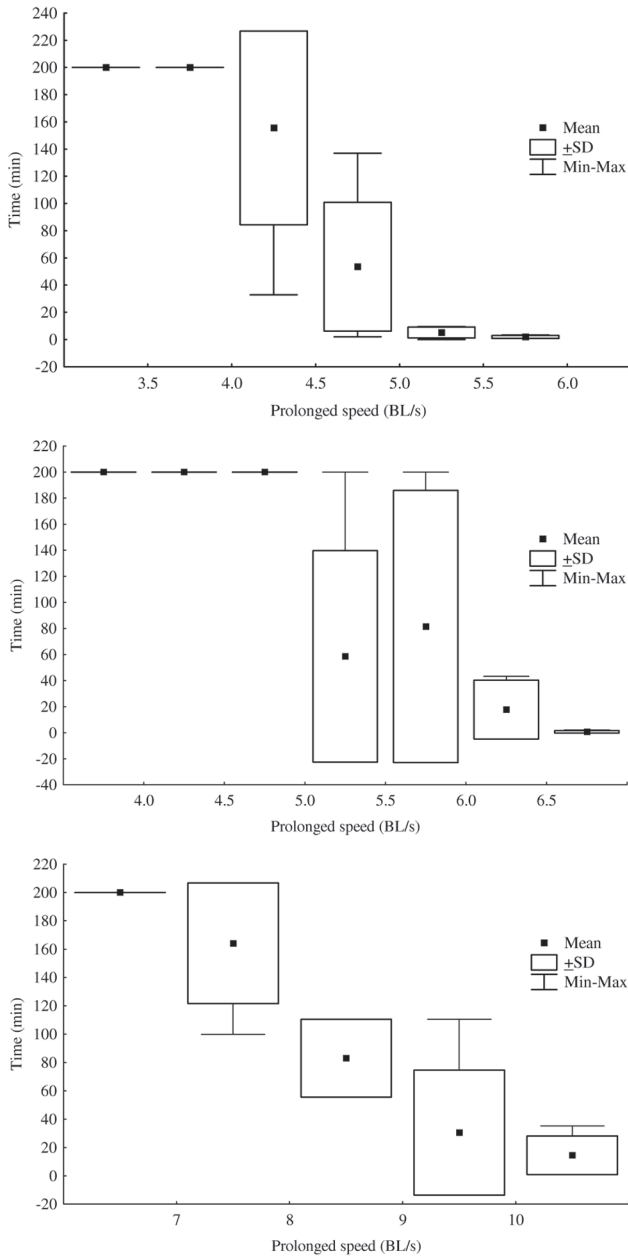 240
220
200
180
160
140
120
100
80
60
40
20
0
-20
Time (min)
Mean
±SD
Min-Max
3.5 4.0 4.5 5.0 5.5 6.0
Prolonged speed (BL/s)
220
200
180
160
140
120
100
80
60
40
20
0
-20
-40
Time (min)
Mean
±SD
Min-Max
4.0 4.5 5.0 5.5 6.0 6.5
Prolonged speed (BL/s)
220
200
180
160
140
120
100
80
60
40
20
0
-20
Time (min)
Mean
±SD
Min-Max
7 8 9 10
Prolonged speed (BL/s)